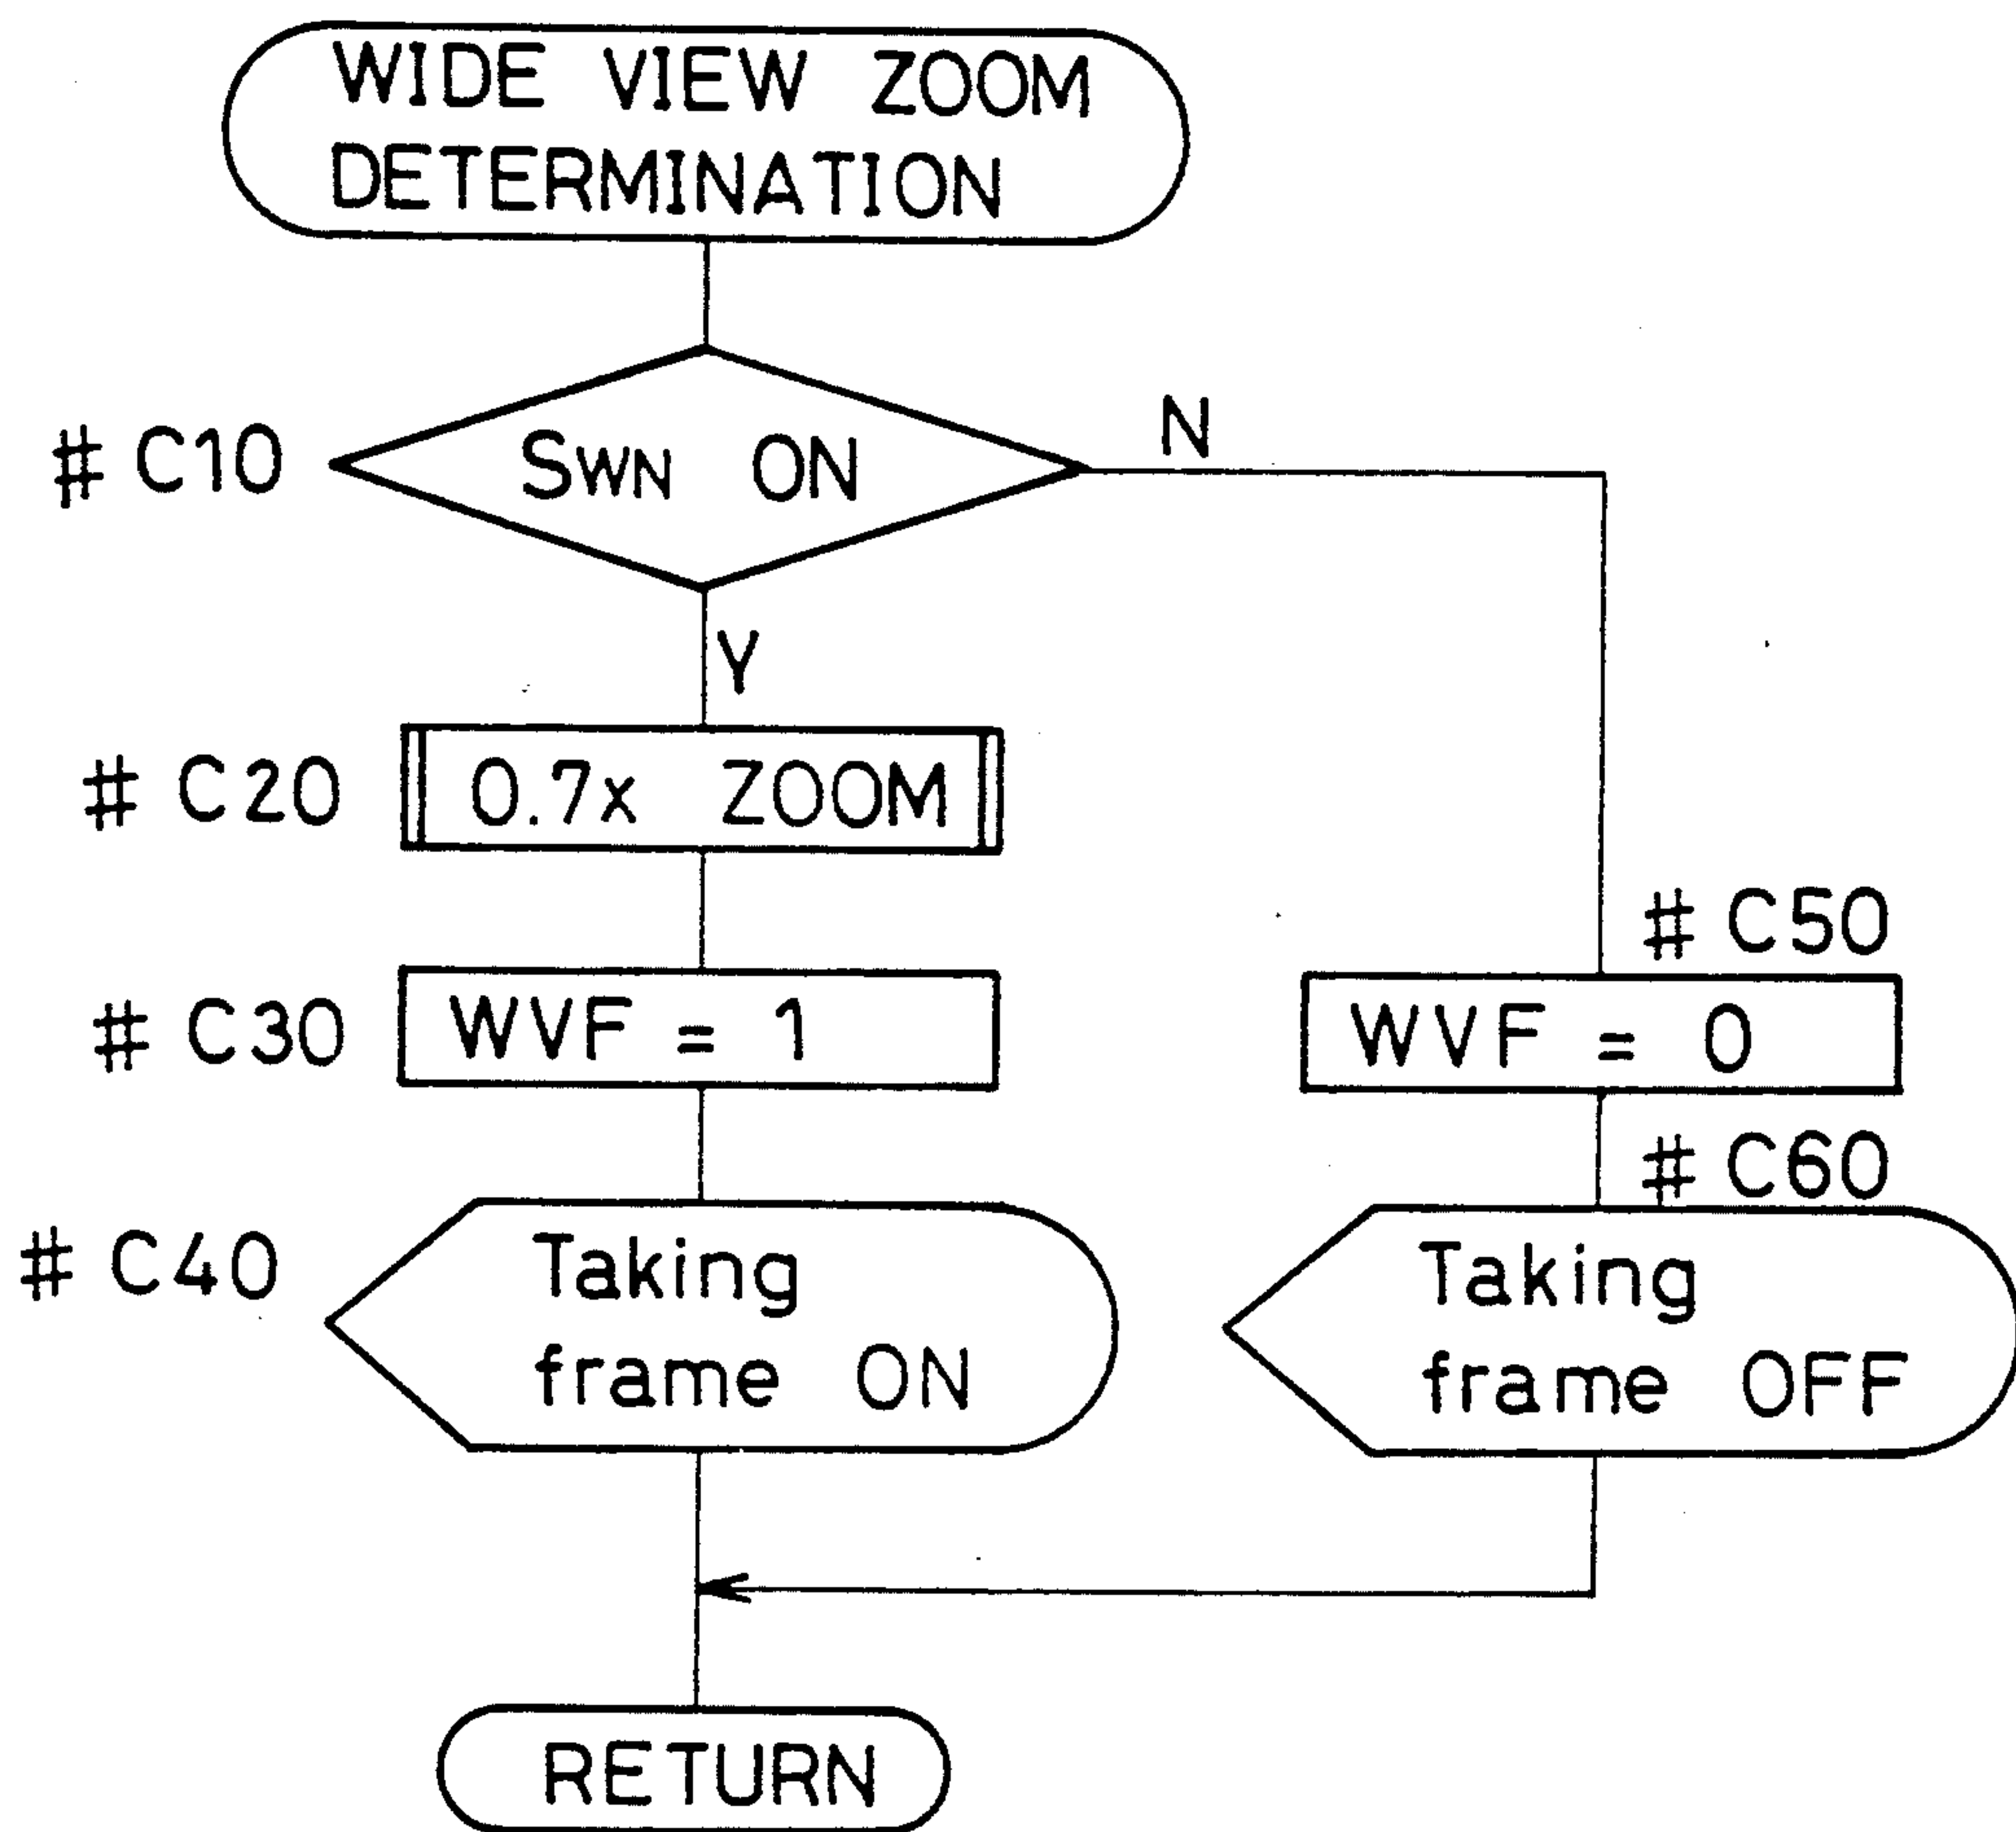 WIDE VIEW ZOOM
DETERMINATION
# C10
SWN ON
N
Y
# C20
0.7x ZOOM
# C30
WVF = 1
# C50
WVF = 0
# C40
Taking
frame ON
# C60
Taking
frame OFF
RETURN